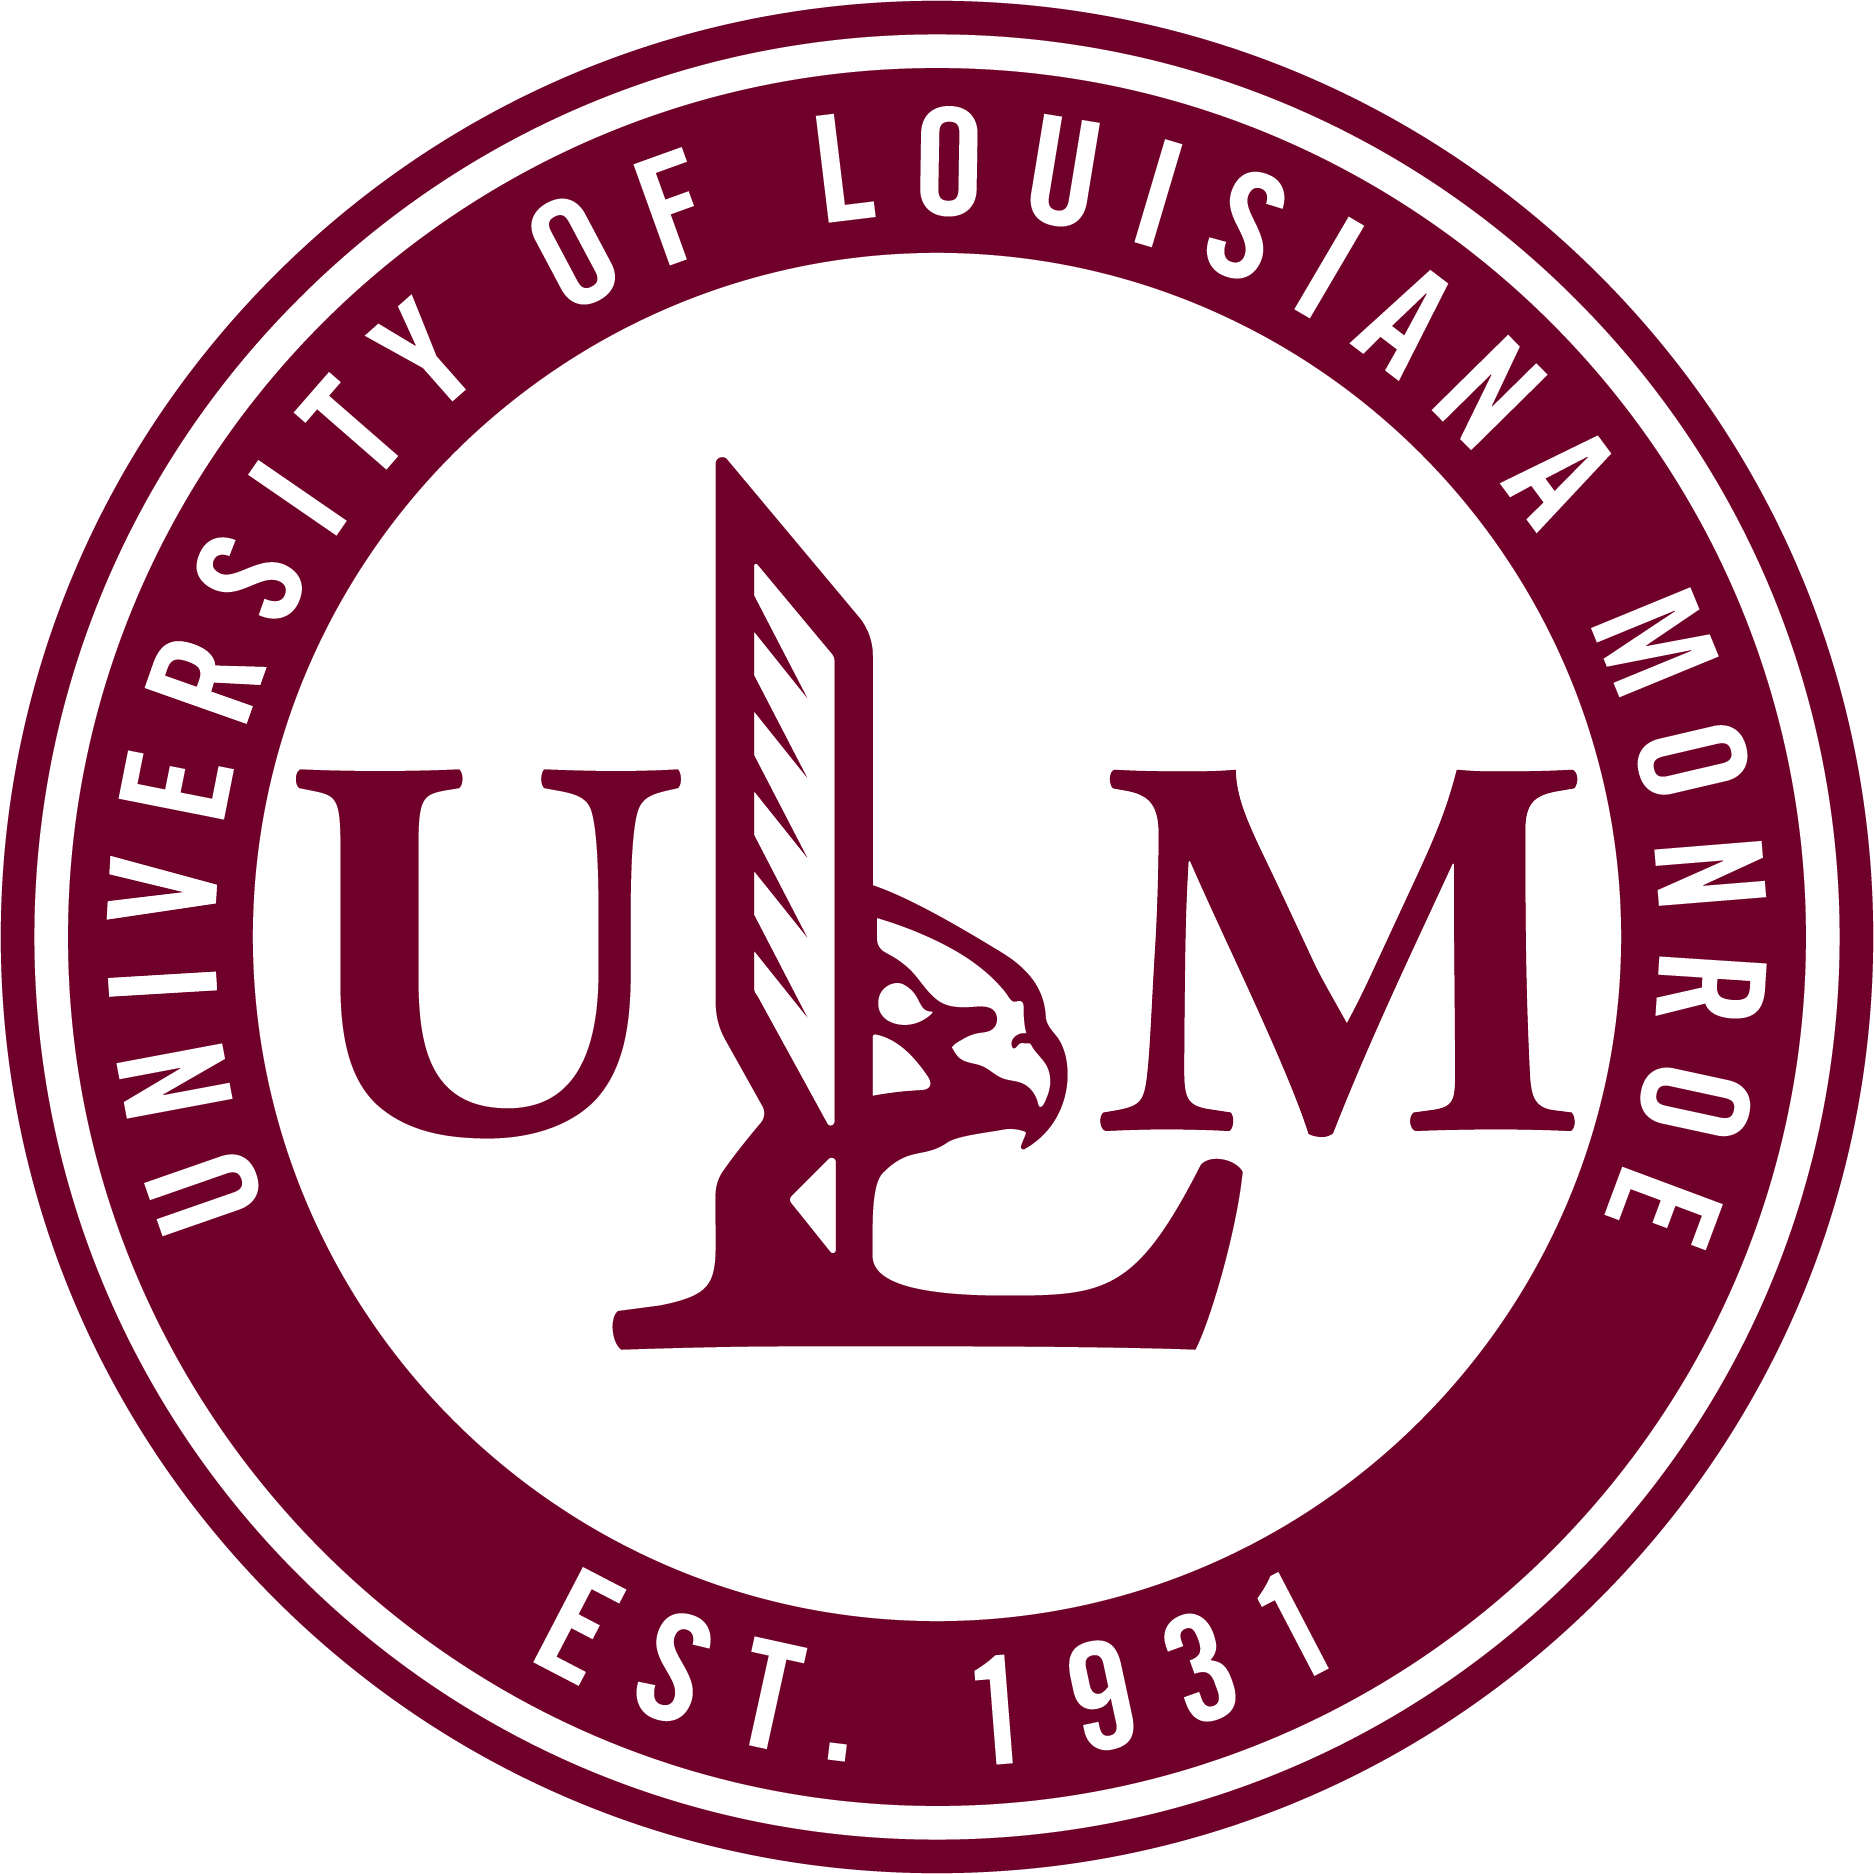 UNIVERSITY OF LOUISIANA MONROE
ULM
EST. 1931